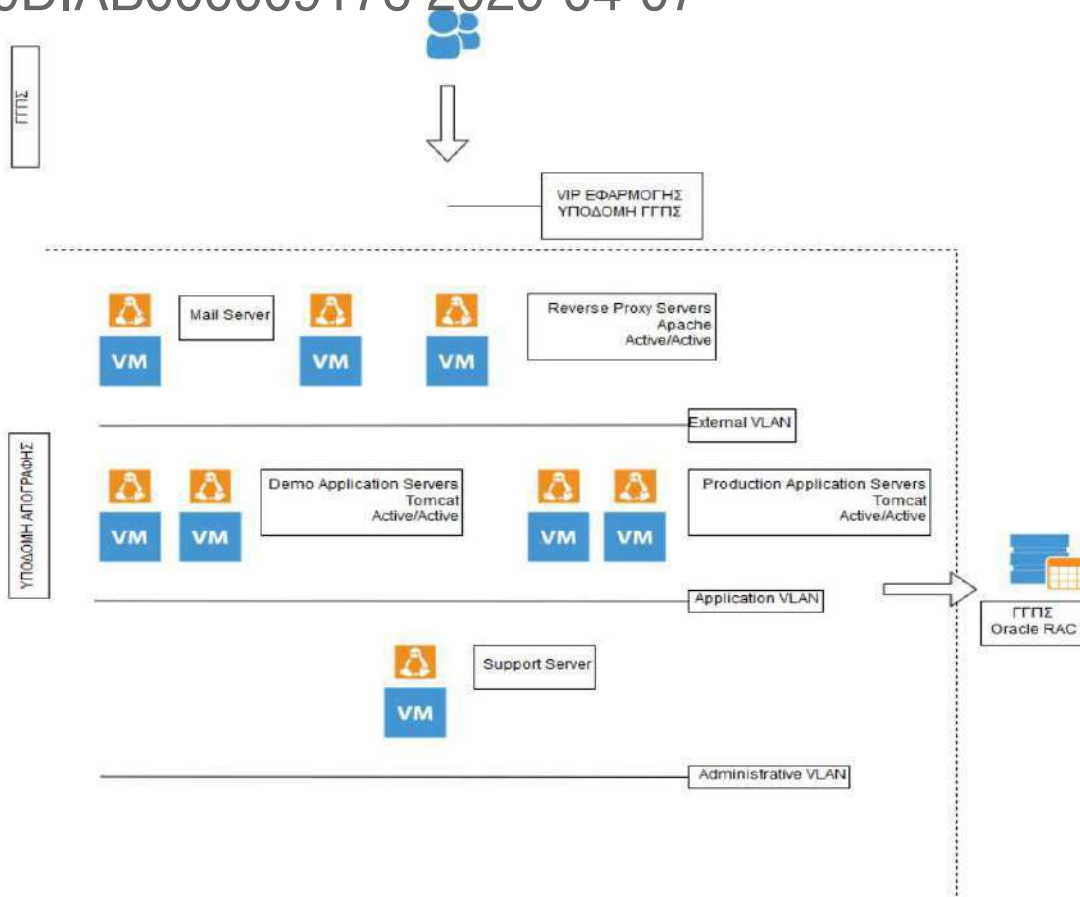 ΓΓΠΣ
VIP ΕΦΑΡΜΟΓΗΣ
ΥΠΟΔΟΜΗ ΓΓΠΣ
Mail Server
Reverse Proxy Servers
Apache
Active/Active
VM
VM
VM
External VLAN
ΥΠΟΔΟΜΗ ΑΠΟΓΡΑΦΗΣ
Demo Application Servers
Tomcat
Active/Active
Production Application Servers
Tomcat
Active/Active
VM
VM
VM
VM
Application VLAN
ΓΓΠΣ
Oracle RAC
Support Server
VM
Administrative VLAN